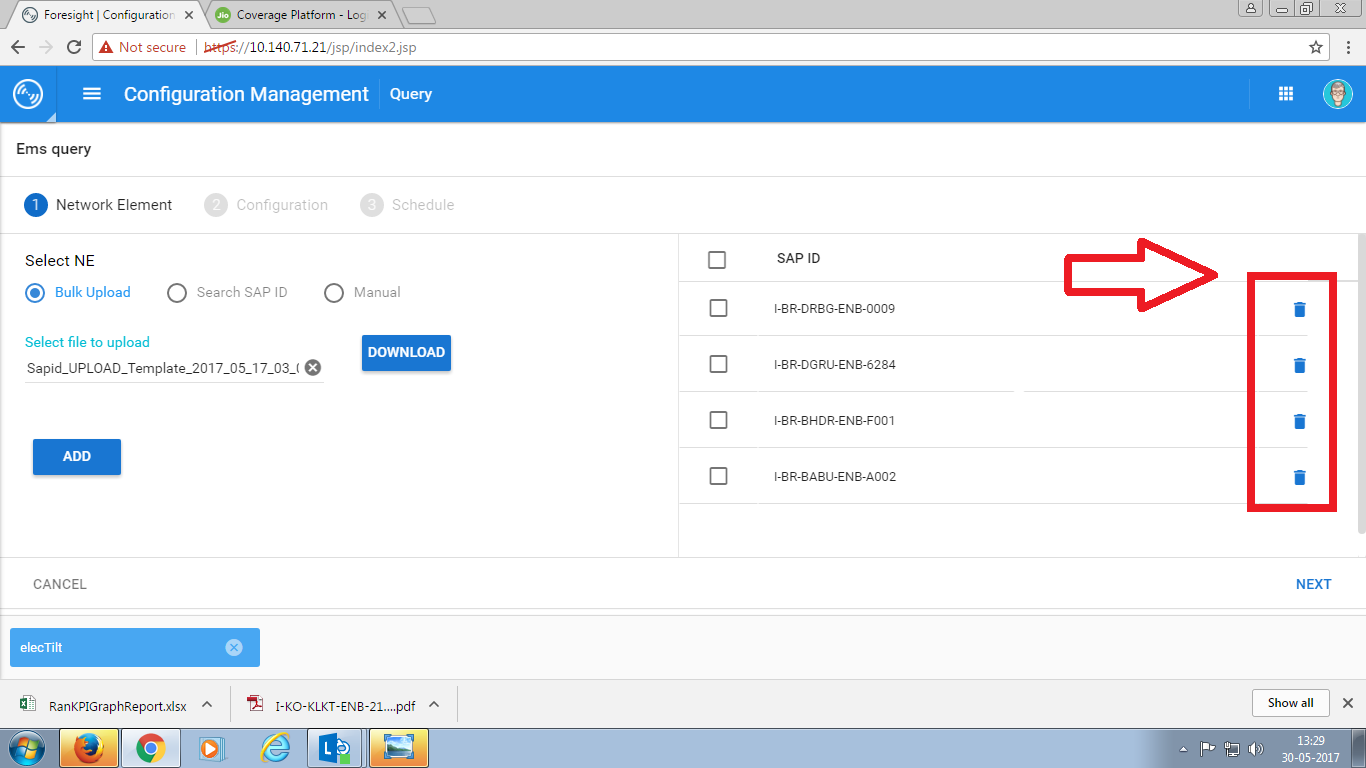 Foresight | Configuration
Jio Coverage Platform - Log
Not secure https://10.140.71.21/jsp/index2.jsp
Configuration Management Query
Ems query
1 Network Element 2 Configuration 3 Schedule
Select NE
Bulk Upload Search SAP ID Manual
Select file to upload
Sapid_UPLOAD_Template_2017_05_17_03_0
DOWNLOAD
ADD
SAP ID
I-BR-DRBG-ENB-0009
I-BR-DGRU-ENB-6284
I-BR-BHDR-ENB-F001
I-BR-BABU-ENB-A002
CANCEL NEXT
elecTilt
RanKPIGraphReport.xlsx I-KO-KLKT-ENB-21....pdf Show all
13:29
30-05-2017